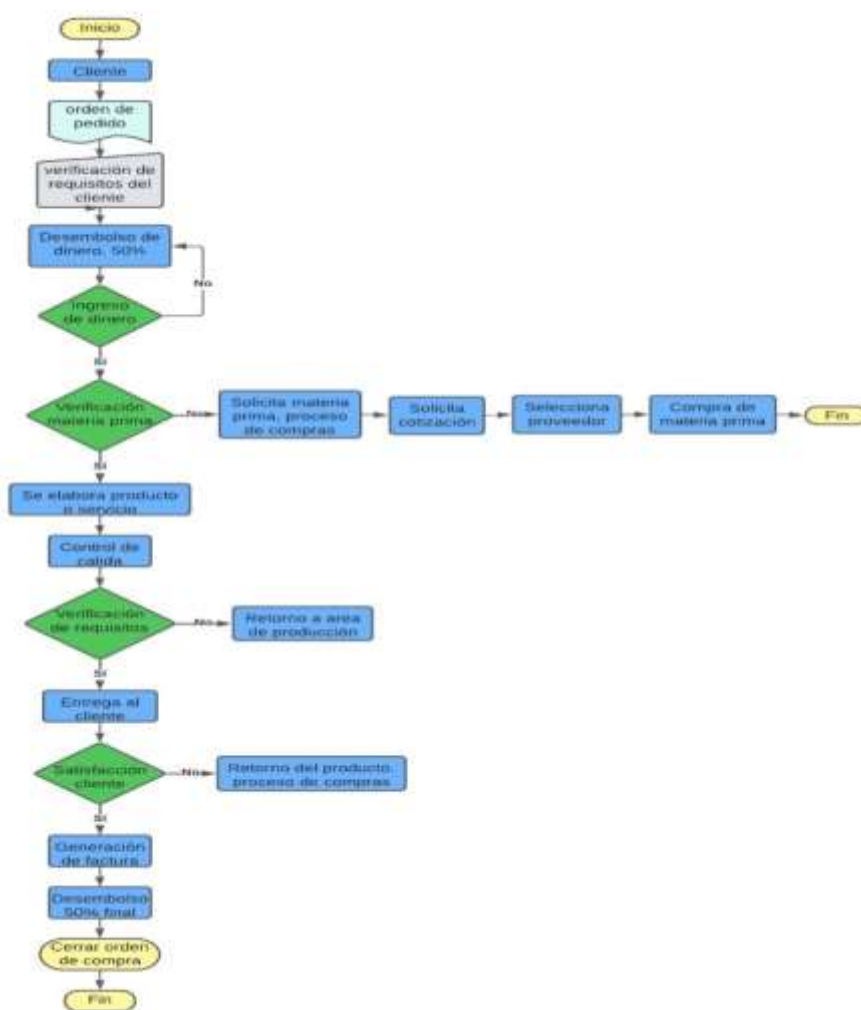 Inicio
Cliente
orden de
pedido
verificación de
requisitos del
cliente
Desembolso de
dinero. 50%
No
Ingreso
de dinero
Si
Verificación
materia prima
No
Solicita materia
prima, proceso
de compras
Solicita
cotización
Selecciona
proveedor
Compra de
materia prima
Fin
Si
Se elabora producto
o servicio
Control de
calida
Verificación
de requisitos
No
Retorno a area
de producción
Si
Entrega al
cliente
Satisfacción
cliente
No
Retorno del producto.
proceso de compras
Si
Generación
de factura
Desembolso
50% final
Cerrar orden
de compra
Fin